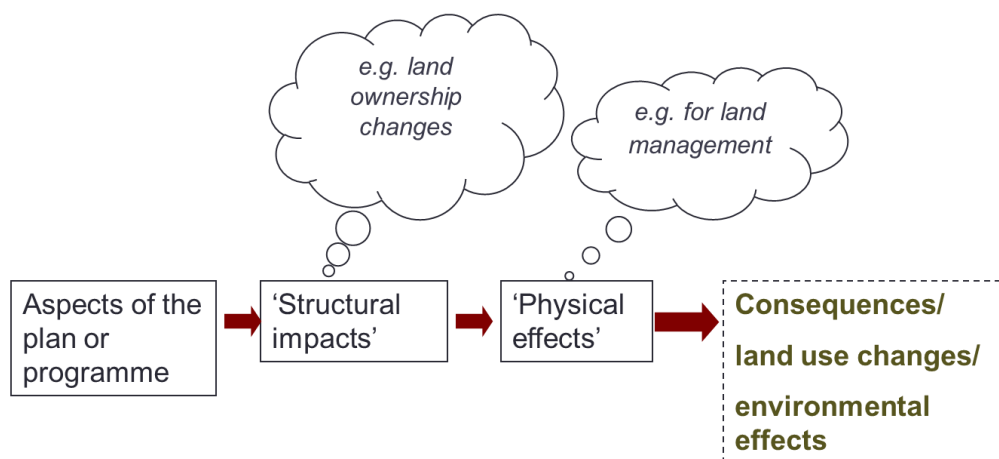 e.g. land
ownership
changes
e.g. for land
management
Aspects of the
plan or
programme
‘Structural
impacts’
‘Physical
effects’
Consequences/
land use changes/
environmental
effects